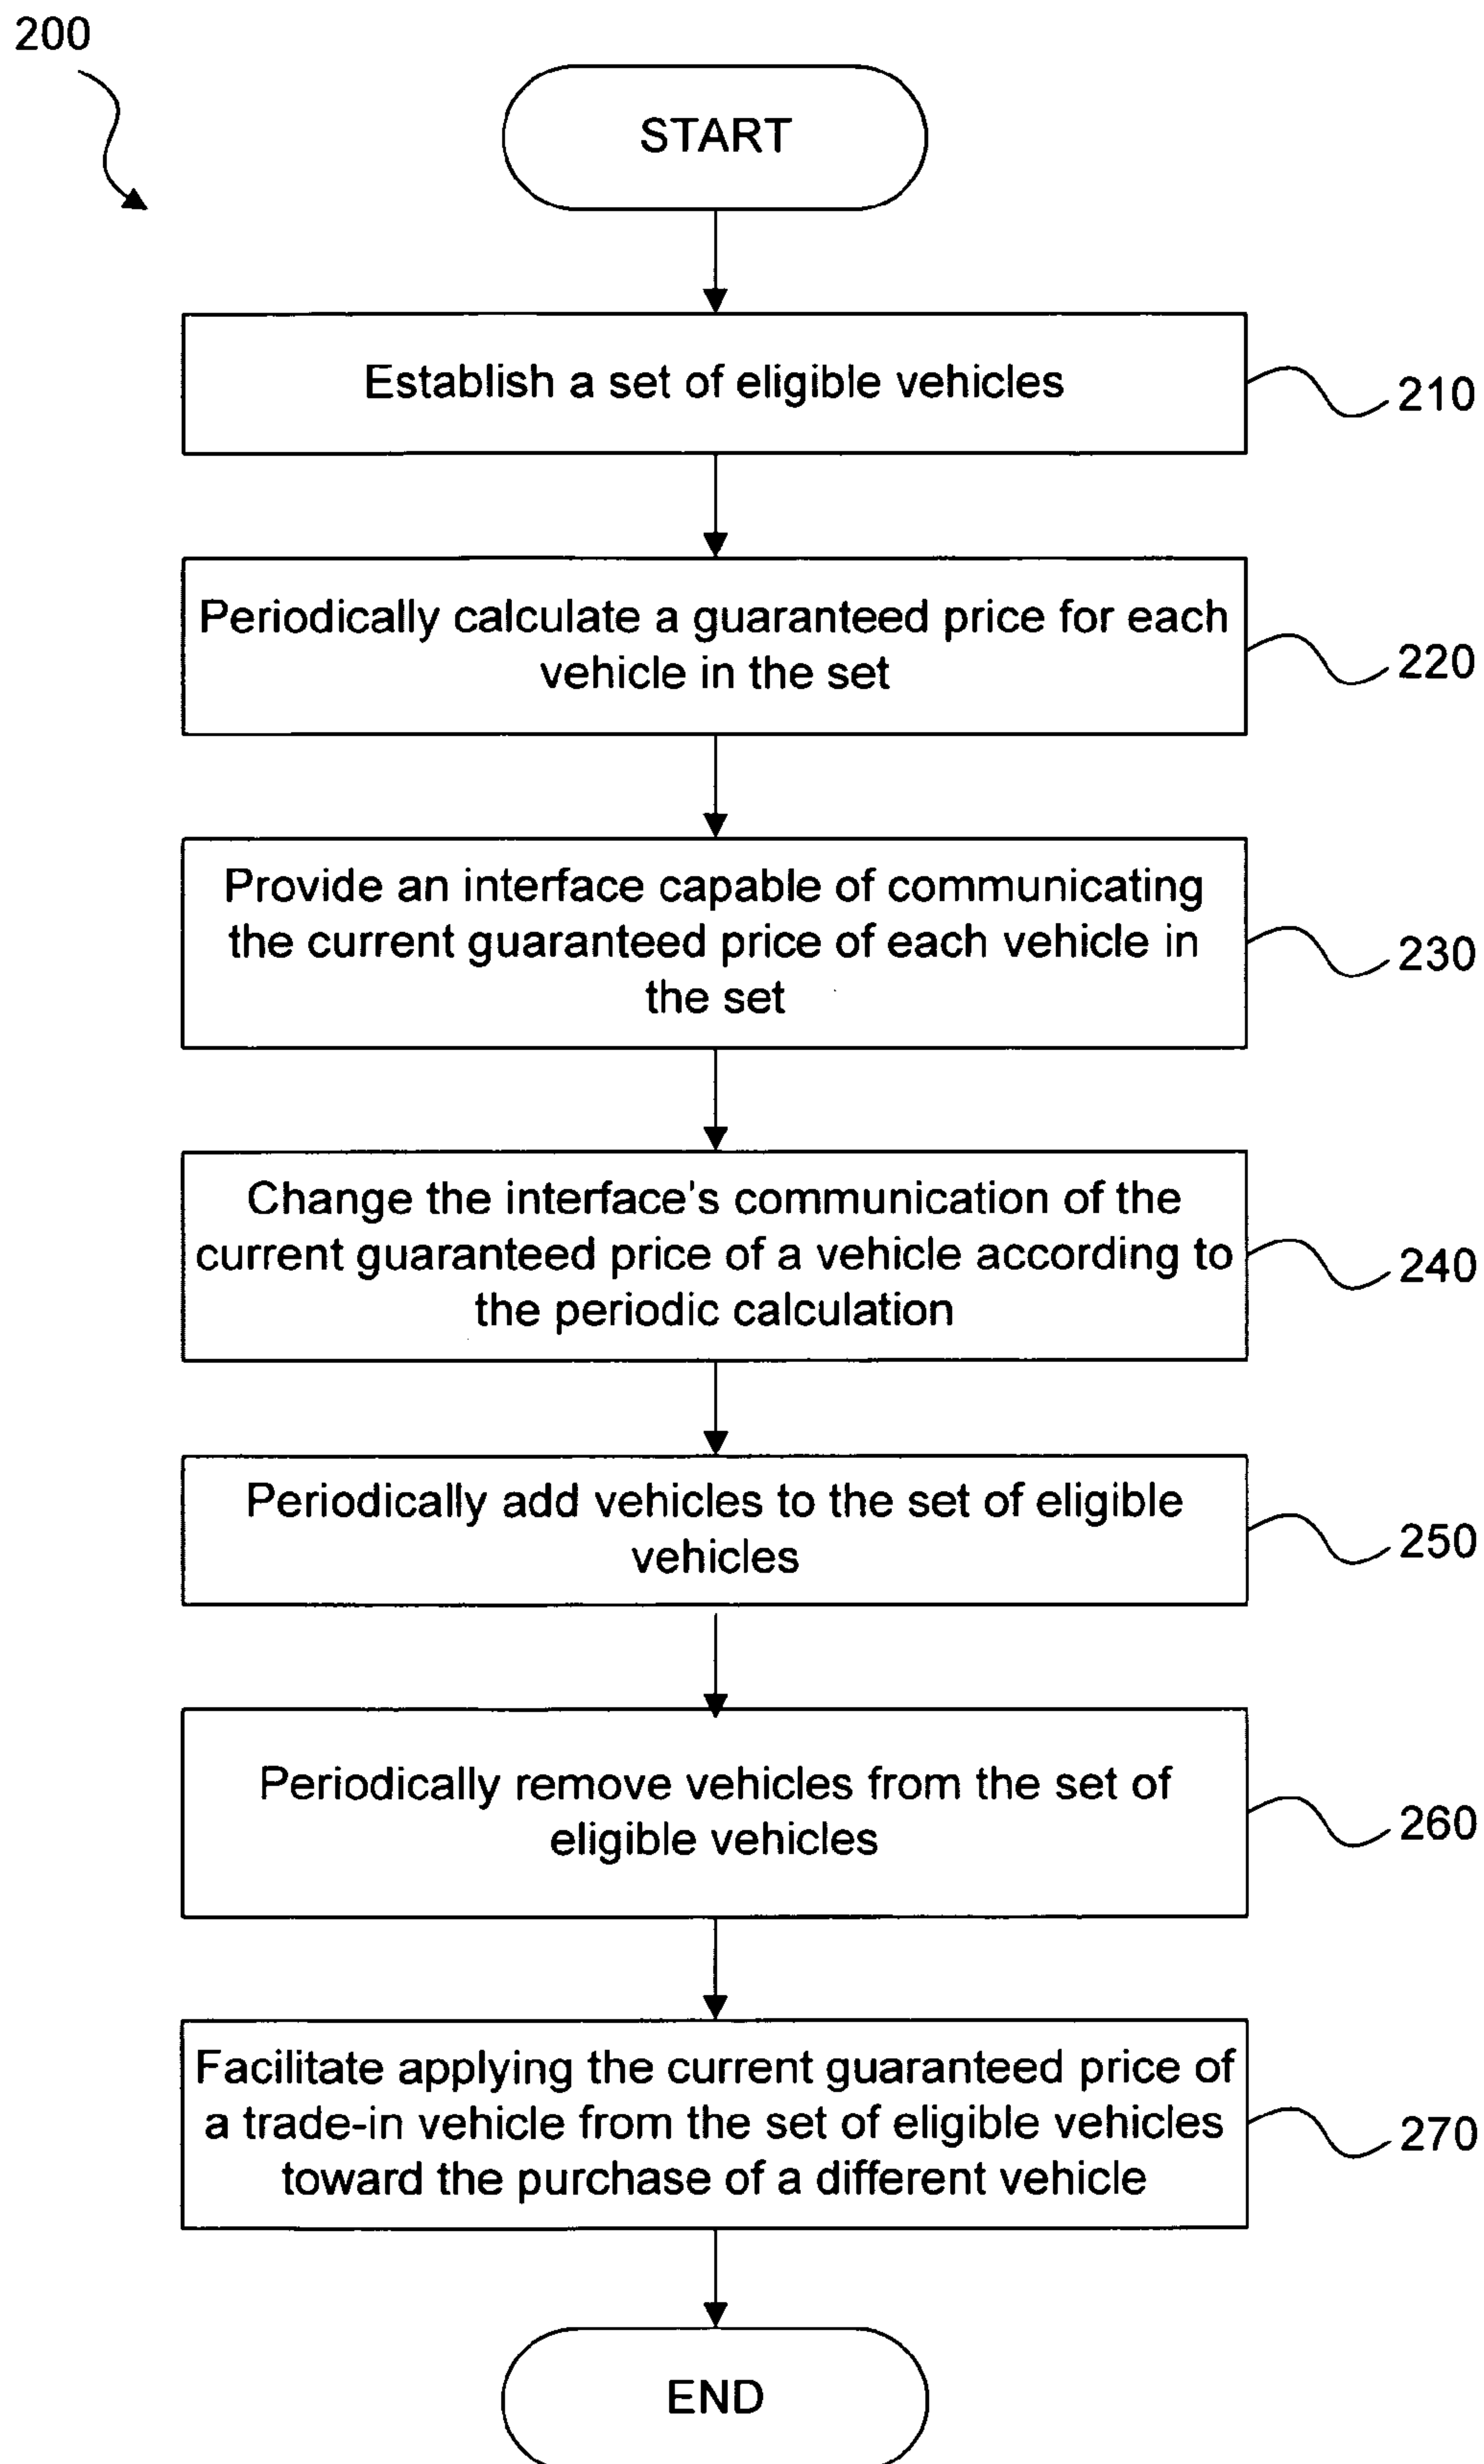 200
START
Establish a set of eligible vehicles
210
Periodically calculate a guaranteed price for each
vehicle in the set
220
Provide an interface capable of communicating
the current guaranteed price of each vehicle in
the set
230
Change the interface's communication of the
current guaranteed price of a vehicle according to
the periodic calculation
240
Periodically add vehicles to the set of eligible
vehicles
250
Periodically remove vehicles from the set of
eligible vehicles
260
Facilitate applying the current guaranteed price of
a trade-in vehicle from the set of eligible vehicles
toward the purchase of a different vehicle
270
END